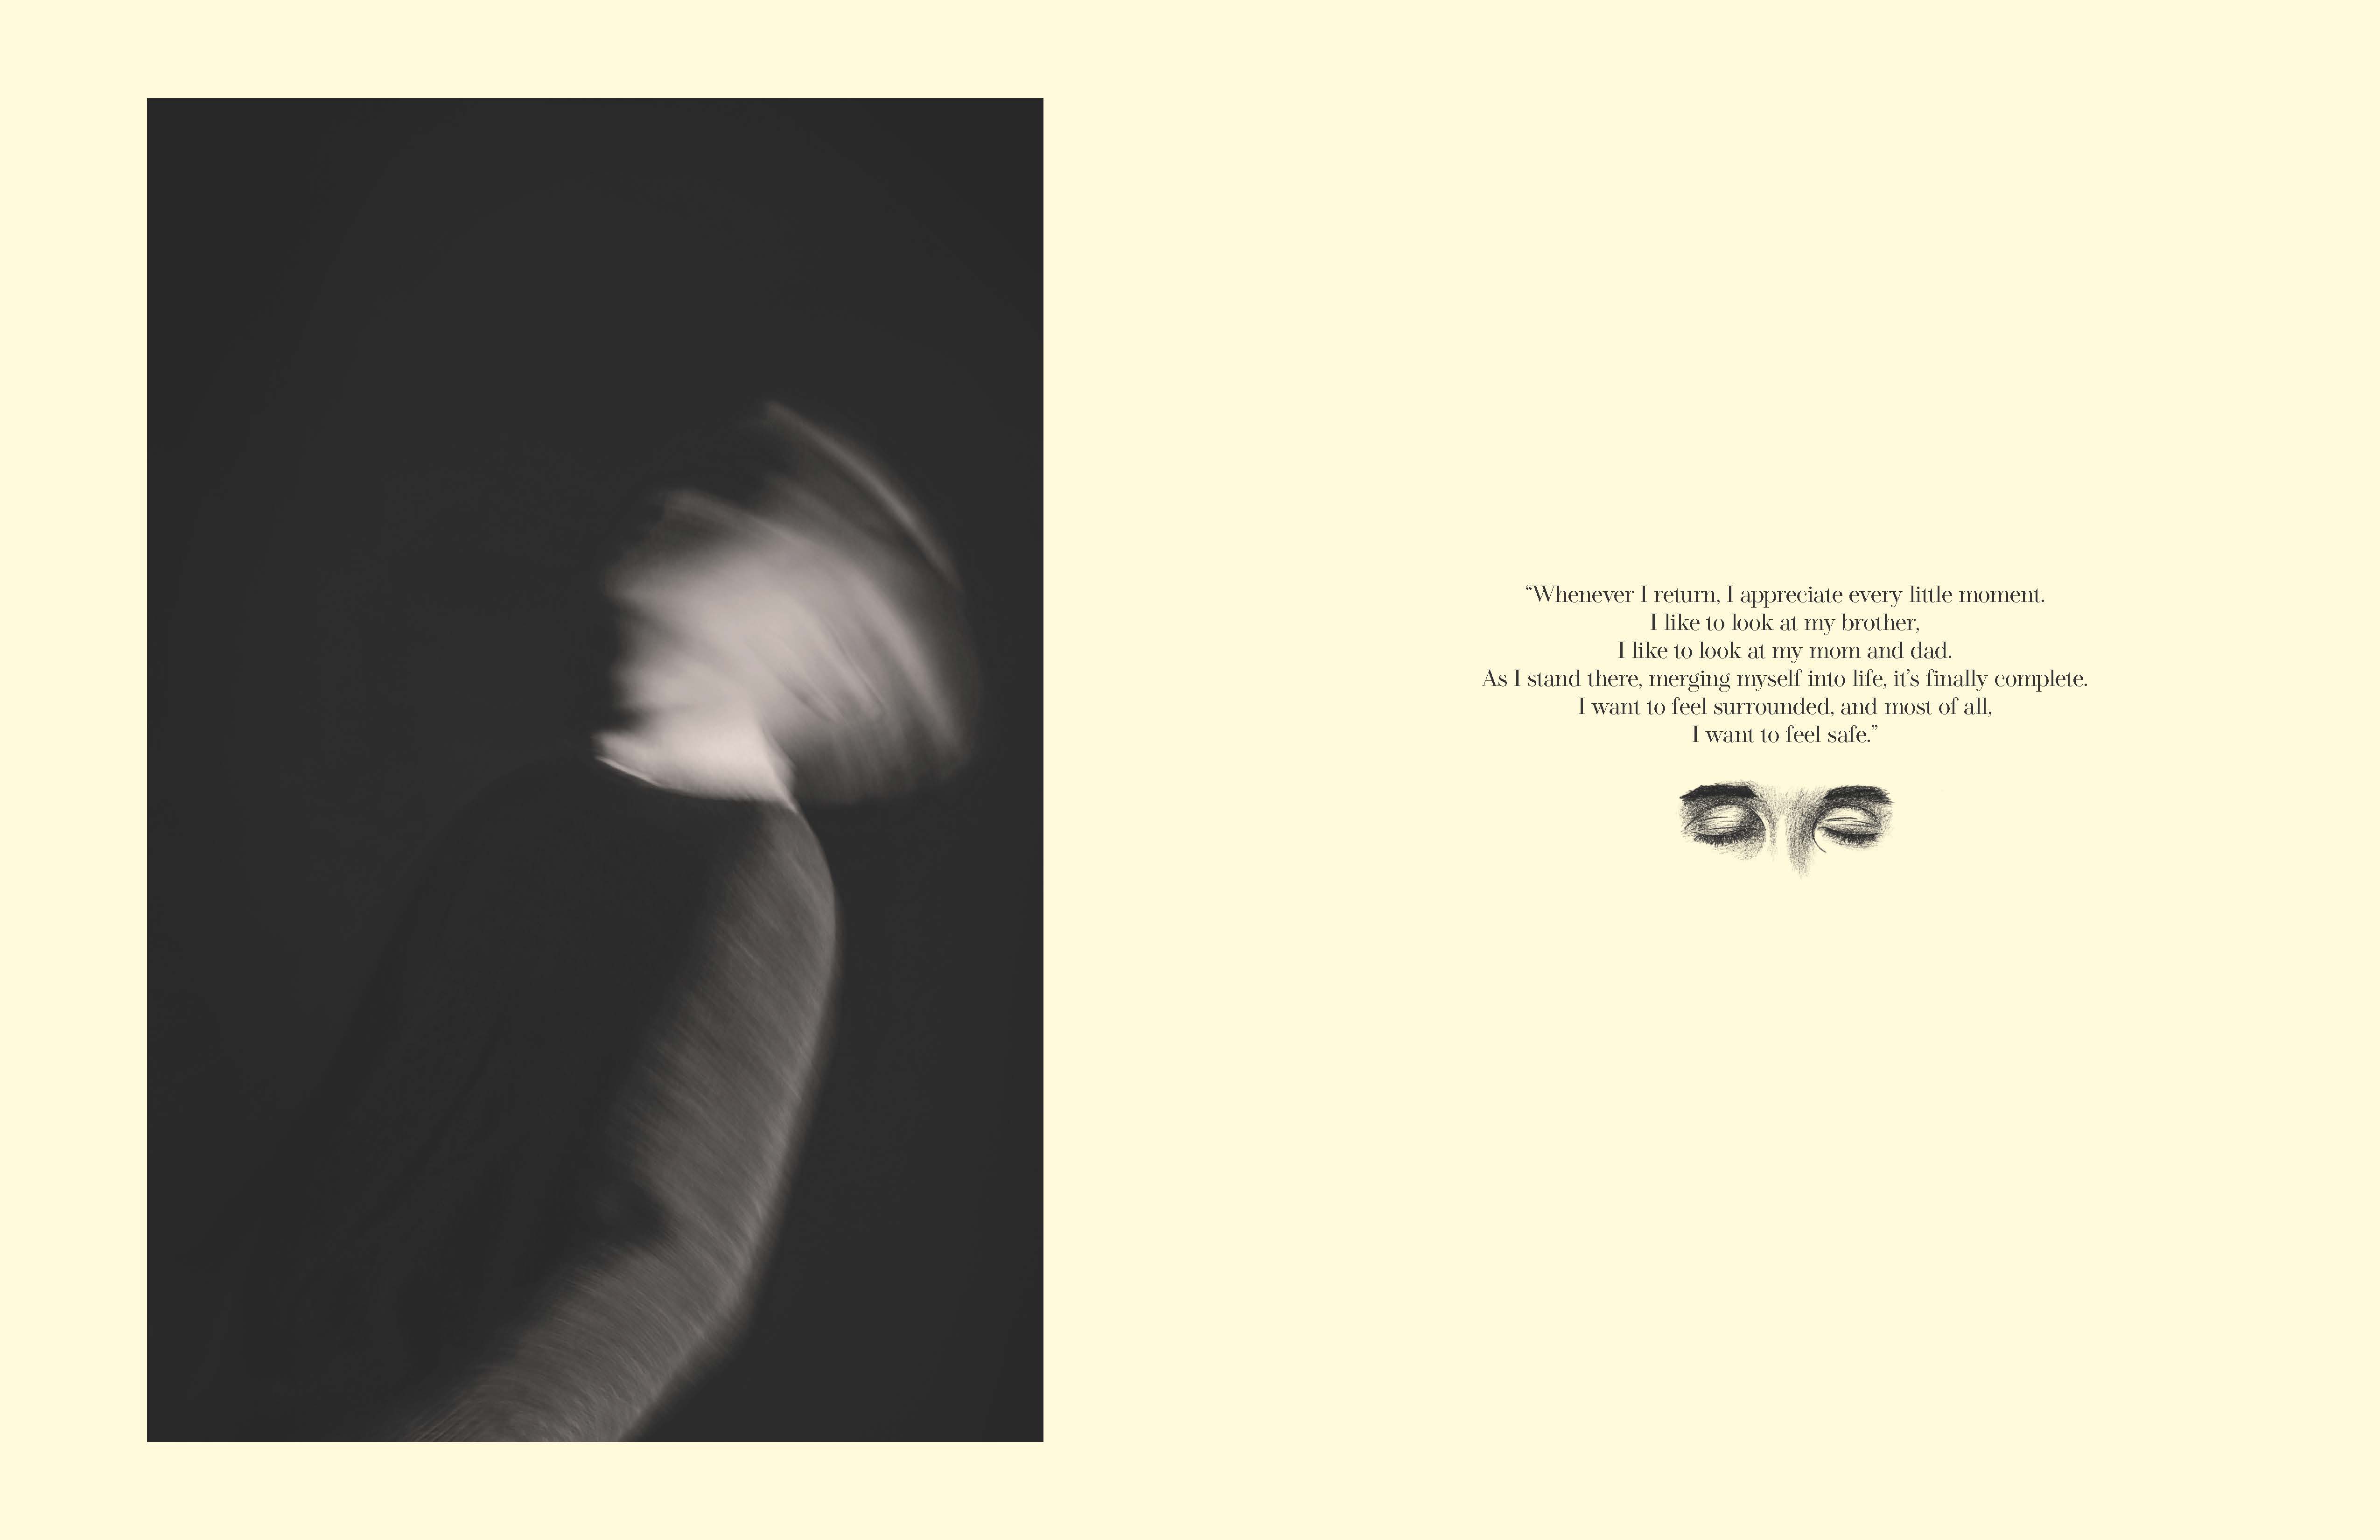 “Whenever I return, I appreciate every little moment.
I like to look at my brother,
I like to look at my mom and dad.
As I stand there, merging myself into life, it’s finally complete.
I want to feel surrounded, and most of all,
I want to feel safe.”